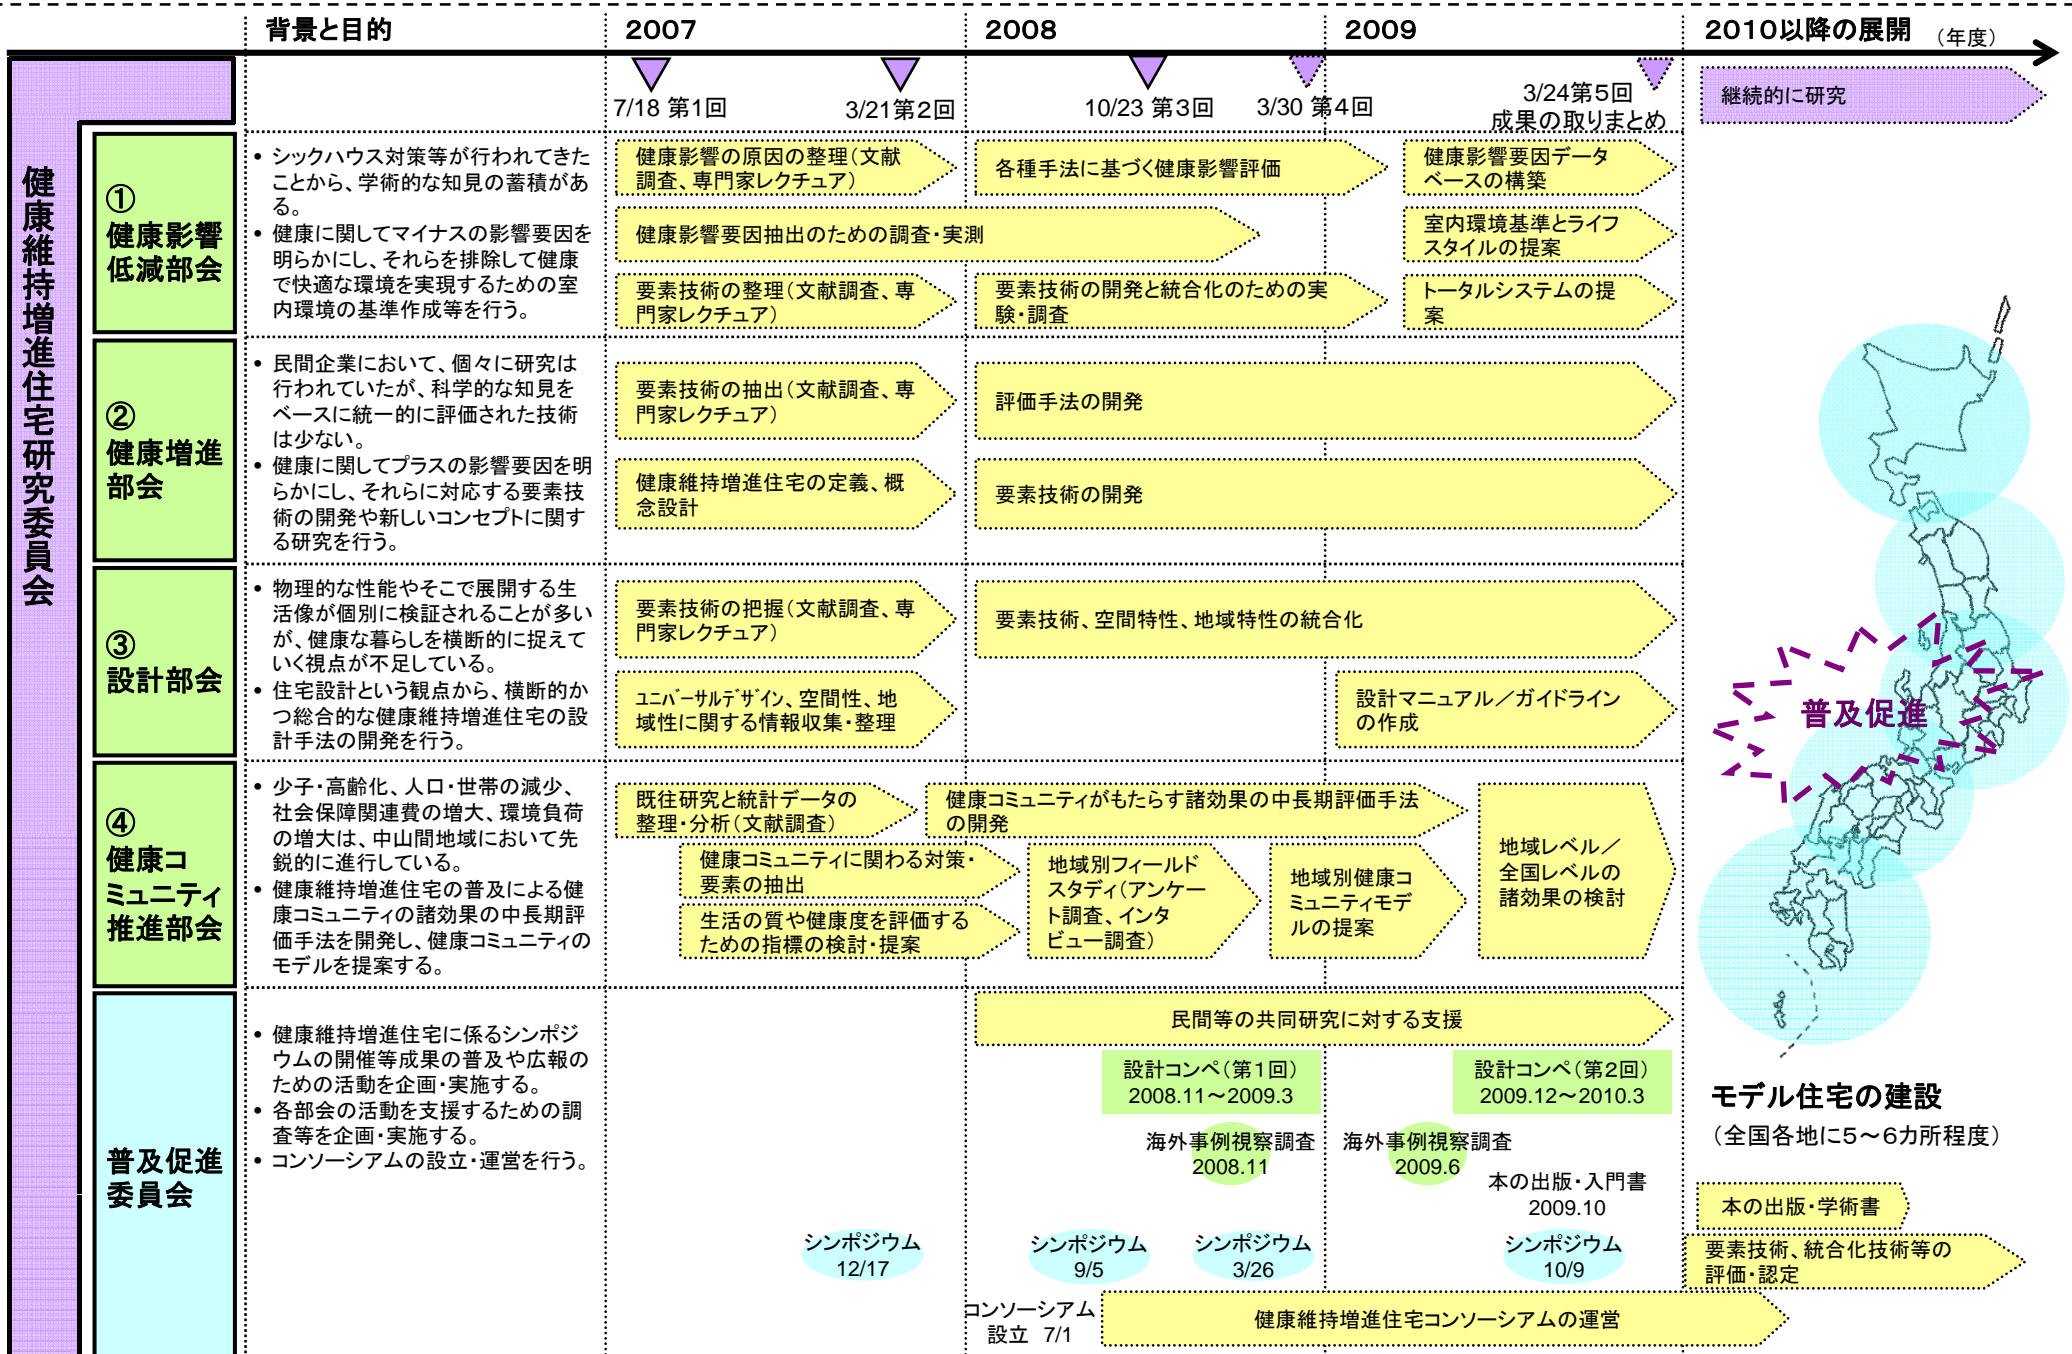 背景と目的
2007
2008
2009
2010以降の展開
（年度）
7/18 第1回
3/21第2回
10/23 第3回
3/30 第4回
3/24第5回
成果の取りまとめ
継続的に研究
健康維持増進住宅研究委員会
①
健康影響
低減部会
• シックハウス対策等が行われてきた
ことから、学術的な知見の蓄積があ
る。
• 健康に関してマイナスの影響要因を
明らかにし、それらを排除して健康
で快適な環境を実現するための室
内環境の基準作成等を行う。
健康影響の原因の整理（文献
調査、専門家レクチュア）
各種手法に基づく健康影響評価
健康影響要因データ
ベースの構築
健康影響要因抽出のための調査・実測
室内環境基準とライフ
スタイルの提案
要素技術の整理（文献調査、専
門家レクチュア）
要素技術の開発と統合化のための実
験・調査
トータルシステムの提
案
②
健康増進
部会
• 民間企業において、個々に研究は
行われていたが、科学的な知見を
ベースに統一的に評価された技術
は少ない。
• 健康に関してプラスの影響要因を明
らかにし、それらに対応する要素技
術の開発や新しいコンセプトに関す
る研究を行う。
要素技術の抽出（文献調査、専
門家レクチュア）
評価手法の開発
健康維持増進住宅の定義、概
念設計
要素技術の開発
③
設計部会
• 物理的な性能やそこで展開する生
活像が個別に検証されることが多い
が、健康な暮らしを横断的に捉えて
いく視点が不足している。
• 住宅設計という観点から、横断的か
つ総合的な健康維持増進住宅の設
計手法の開発を行う。
要素技術の把握（文献調査、専
門家レクチュア）
要素技術、空間特性、地域特性の統合化
ﾕﾆﾊﾞｰｻﾙﾃﾞｻﾞｲﾝ、空間性、地
域性に関する情報収集・整理
設計マニュアル／ガイドライン
の作成
普及促進
④
健康コ
ミュニティ
推進部会
• 少子・高齢化、人口・世帯の減少、
社会保障関連費の増大、環境負荷
の増大は、中山間地域において先
鋭的に進行している。
• 健康維持増進住宅の普及による健
康コミュニティの諸効果の中長期評
価手法を開発し、健康コミュニティの
モデルを提案する。
既往研究と統計データの
整理・分析（文献調査）
健康コミュニティがもたらす諸効果の中長期評価手法
の開発
健康コミュニティに関わる対策・
要素の抽出
生活の質や健康度を評価する
ための指標の検討・提案
地域別フィールド
スタディ（アンケー
ト調査、インタ
ビュー調査）
地域別健康コ
ミュニティモデ
ルの提案
地域レベル／
全国レベルの
諸効果の検討
普及促進
委員会
• 健康維持増進住宅に係るシンポジ
ウムの開催等成果の普及や広報の
ための活動を企画・実施する。
• 各部会の活動を支援するための調
査等を企画・実施する。
• コンソーシアムの設立・運営を行う。
民間等の共同研究に対する支援
設計コンペ（第1回）
2008.11～2009.3
設計コンペ（第2回）
2009.12～2010.3
海外事例視察調査
2008.11
海外事例視察調査
2009.6
本の出版・入門書
2009.10
シンポジウム
12/17
シンポジウム
9/5
シンポジウム
3/26
シンポジウム
10/9
コンソーシアム
設立 7/1
健康維持増進住宅コンソーシアムの運営
モデル住宅の建設
（全国各地に5～6カ所程度）
本の出版・学術書
要素技術、統合化技術等の
評価・認定